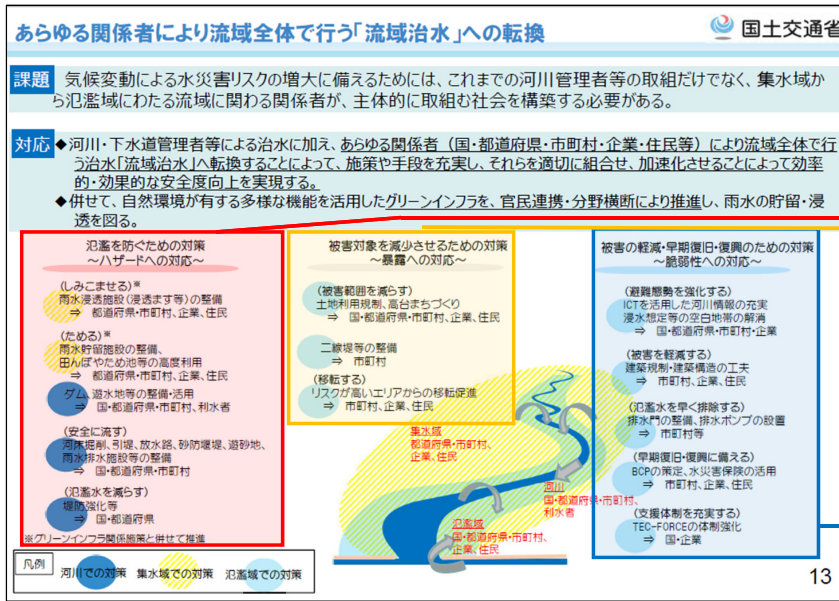 あらゆる関係者により流域全体で行う「流域治水」への転換
国土交通省
課題
気候変動による水災害リスクの増大に備えるためには、これまでの河川管理者等の取組だけでなく、集水域か
ら氾濫域にわたる流域に関わる関係者が、主体的に取組む社会を構築する必要がある。
対応
◆河川・下水道管理者等による治水に加え、あらゆる関係者（国・都道府県・市町村・企業・住民等）により流域全体で行
う治水「流域治水」へ転換することによって、施策や手段を充実し、それらを適切に組合せ、加速化させることによって効率
的・効果的な安全度向上を実現する。
◆併せて、自然環境が有する多様な機能を活用したグリーンインフラを、官民連携・分野横断により推進し、雨水の貯留・浸
透を図る。
氾濫を防ぐための対策
～ハザードへの対応～
（しみこませる）※
雨水浸透施設（浸透ます等）の整備
⇒ 都道府県・市町村、企業、住民
（ためる）※
雨水貯留施設の整備、
田んぼやため池等の高度利用
⇒ 都道府県・市町村、企業、住民
ダム、遊水地等の整備・活用
⇒ 国・都道府県・市町村、利水者
（安全に流す）
河床掘削、引堤、放水路、砂防堰堤、遊砂地、
雨水排水施設等の整備
⇒ 国・都道府県・市町村
（氾濫水を減らす）
堤防強化等
⇒ 国・都道府県
※グリーンインフラ関係施策と併せて推進
被害対象を減少させるための対策
～暴露への対応～
（被害範囲を減らす）
土地利用規制、高台まちづくり
⇒ 国・都道府県・市町村、企業、住民
二線堤等の整備
⇒ 市町村
（移転する）
リスクが高いエリアからの移転促進
⇒ 市町村、企業、住民
被害の軽減・早期復旧・復興のための対策
～脆弱性への対応～
（避難態勢を強化する）
ICTを活用した河川情報の充実
浸水想定等の空白地帯の解消
⇒ 国・都道府県・市町村・企業
（被害を軽減する）
建築規制・建築構造の工夫
⇒ 市町村、企業、住民
（氾濫水を早く排除する）
排水門の整備、排水ポンプの設置
⇒ 市町村等
（早期復旧・復興に備える）
BCPの策定、水災害保険の活用
⇒ 市町村、企業、住民
（支援体制を充実する）
TEC-FORCEの体制強化
⇒ 国・企業
集水域
都道府県・市町村、
企業、住民
河川
国・都道府県・市町村、
利水者
氾濫域
国・都道府県・市町村、
企業、住民
凡例
河川での対策 集水域での対策 氾濫域での対策
13